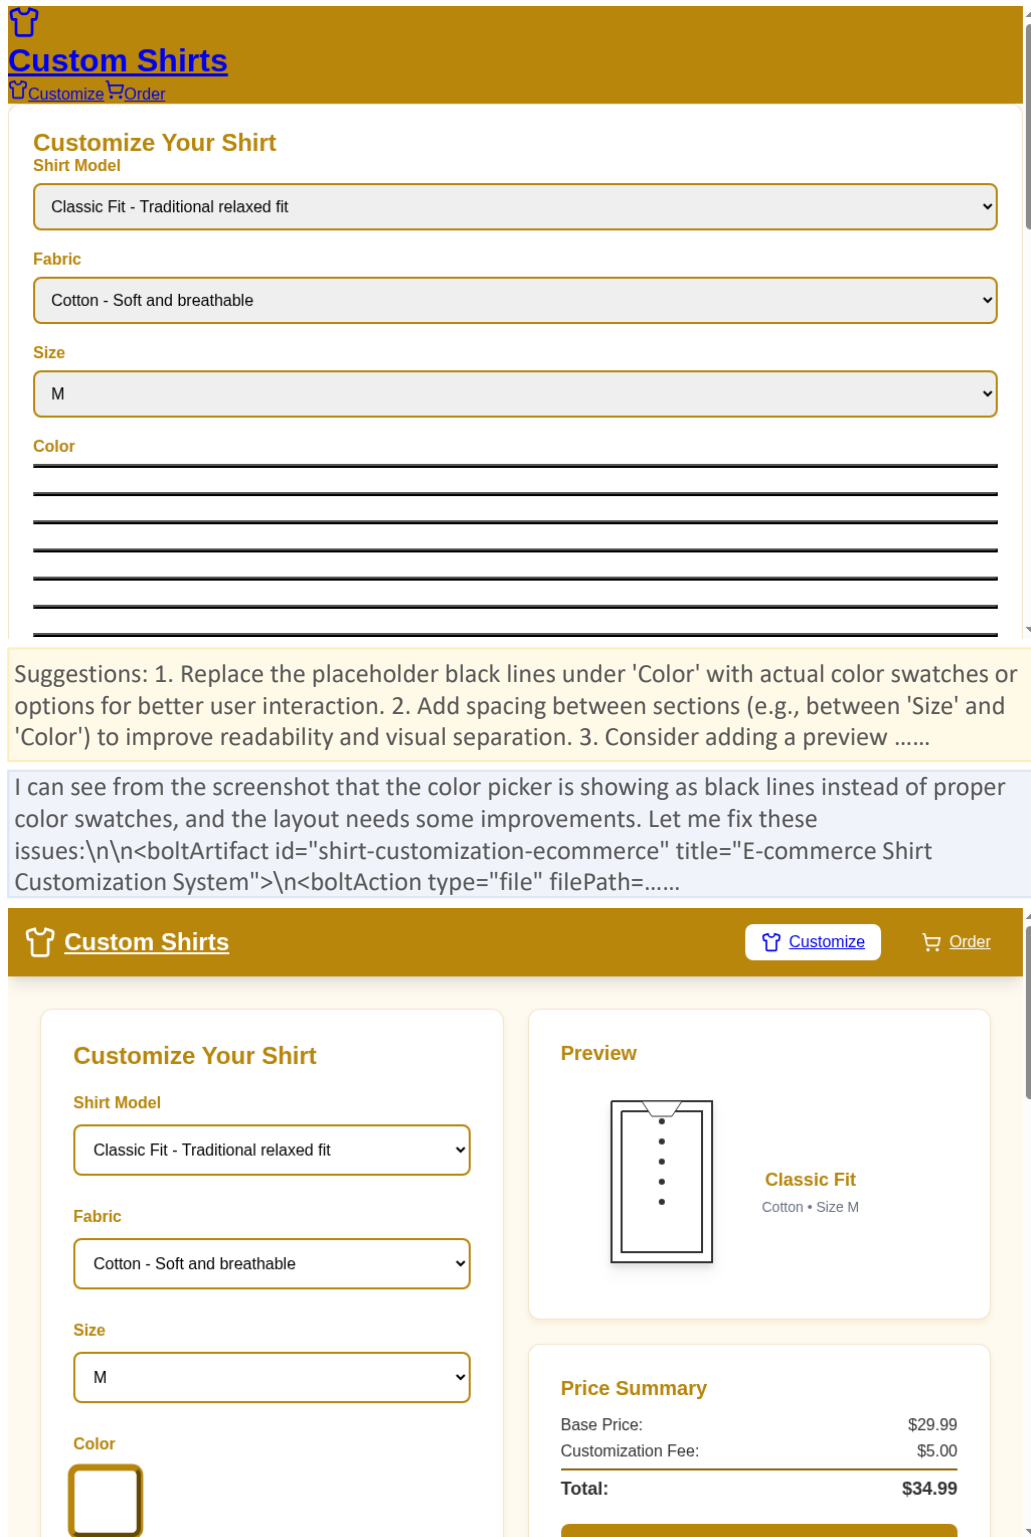 Custom Shirts
Customize Order
Customize Your Shirt
Shirt Model
Classic Fit - Traditional relaxed fit
Fabric
Cotton - Soft and breathable
Size
M
Color
Suggestions: 1. Replace the placeholder black lines under 'Color' with actual color swatches or
options for better user interaction. 2. Add spacing between sections (e.g., between 'Size' and
'Color') to improve readability and visual separation. 3. Consider adding a preview ......
I can see from the screenshot that the color picker is showing as black lines instead of proper
color swatches, and the layout needs some improvements. Let me fix these
issues:\n\n<boltArtifact id="shirt-customization-ecommerce" title="E-commerce Shirt
Customization System">\n<boltAction type="file" filePath=......
Custom Shirts
Customize
Order
Customize Your Shirt
Shirt Model
Classic Fit - Traditional relaxed fit
Fabric
Cotton - Soft and breathable
Size
M
Color
Preview
Classic Fit
Cotton • Size M
Price Summary
Base Price: $29.99
Customization Fee: $5.00
Total: $34.99